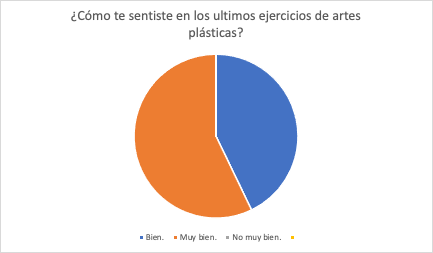 ¿Cómo te sentiste en los ultimos ejercicios de artes
plásticas?
Bien. Muy bien. No muy bien.